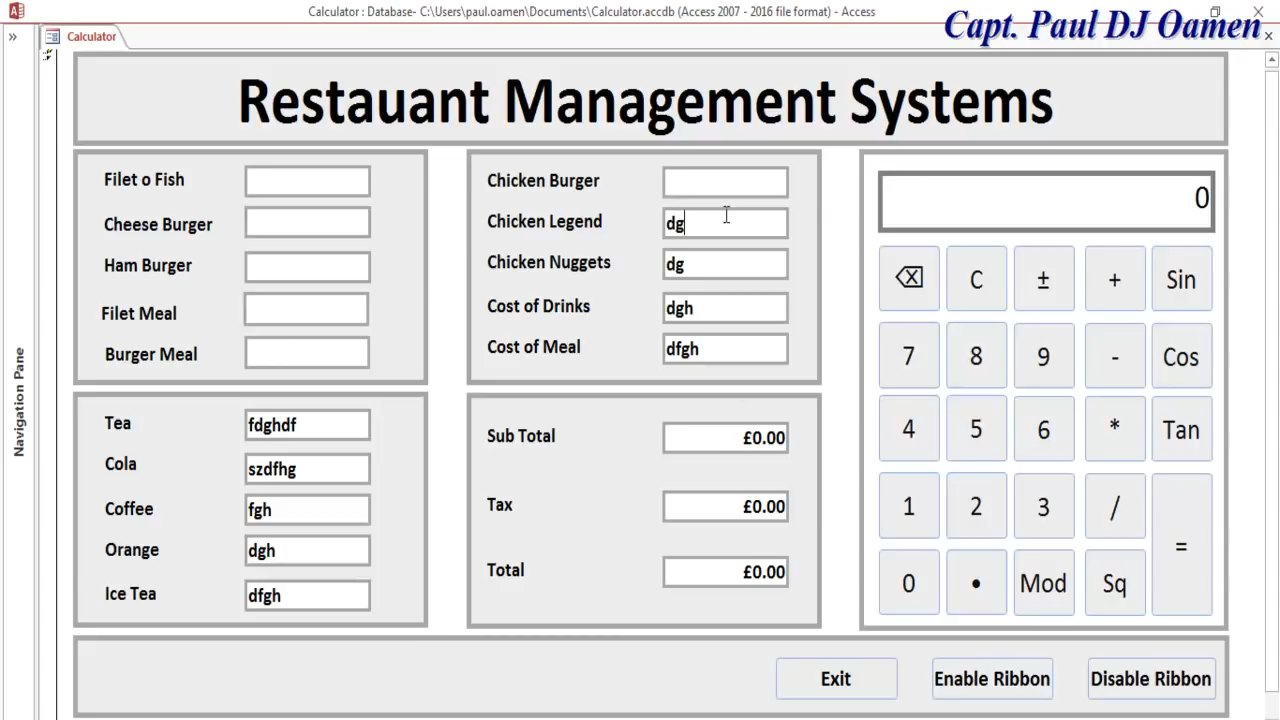 Calculator : Database- C:\Users\paul.oamen\Documents\Calculator.accdb (Access 2007 - 2016 file format) - Access
Capt. Paul DJ Oamen
Calculator
Navigation Pane
Restauant Management Systems
Filet o Fish
Cheese Burger
Ham Burger
Filet Meal
Burger Meal
Chicken Burger
Chicken Legend dg
Chicken Nuggets dg
Cost of Drinks dgh
Cost of Meal dfgh
Tea fdghdf
Cola szdfhg
Coffee fgh
Orange dgh
Ice Tea dfgh
Sub Total £0.00
Tax £0.00
Total £0.00
0
C ± + Sin
7 8 9 - Cos
4 5 6 * Tan
1 2 3 / =
0 • Mod Sq
Exit Enable Ribbon Disable Ribbon